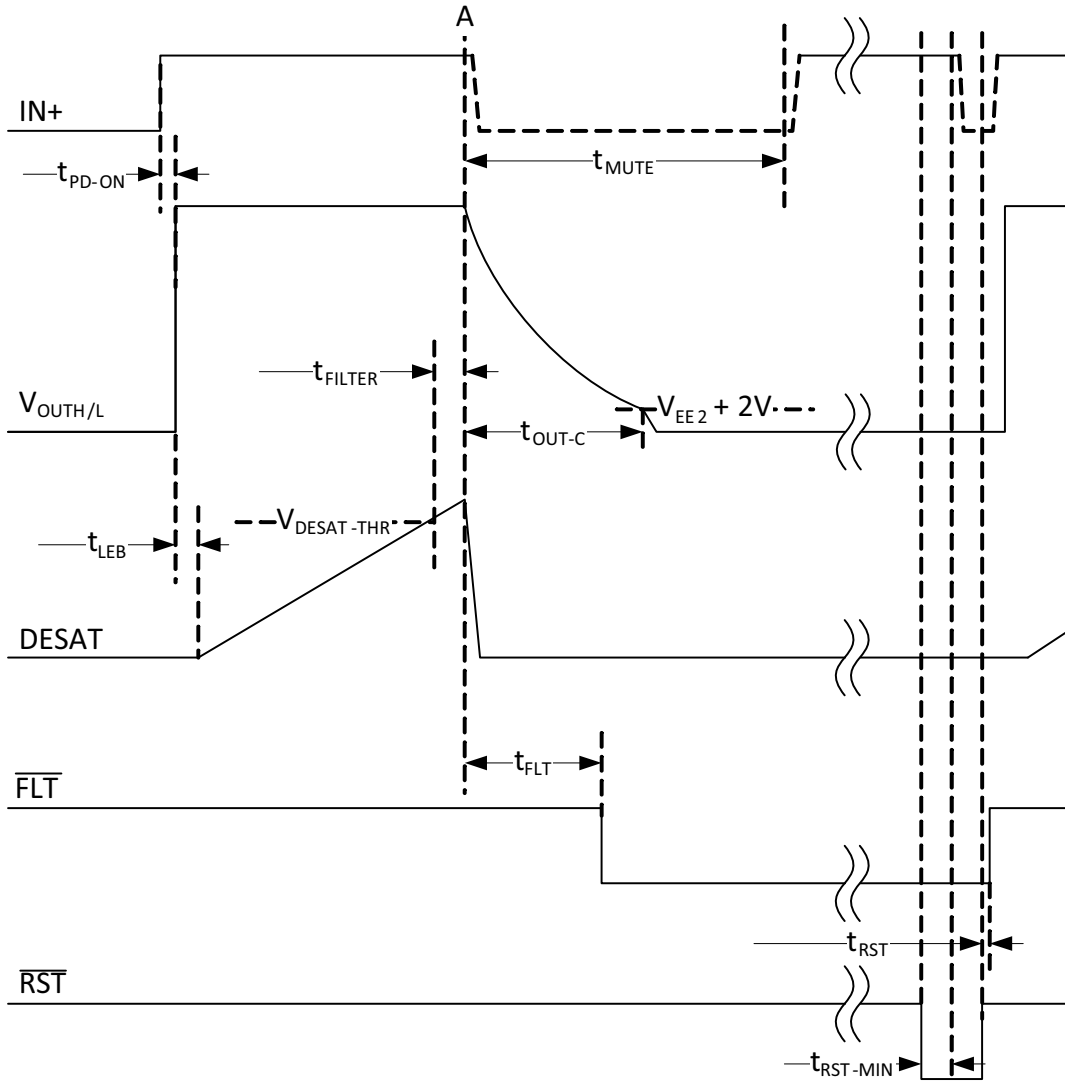 A
IN+
tPD-ON
tMUTE
tFILTER
VOUTH/L
VEE2 + 2V
tOUT-C
VDESAT-THR
tLEB
DESAT
tFLT
FLT
tRST
RST
tRST-MIN